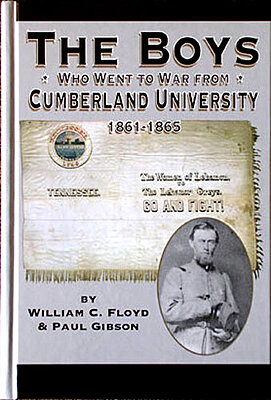 THE BOYS
WHO WENT TO WAR FROM
CUMBERLAND UNIVERSITY
1861-1865
TENNESSEE.
The Women of Lebanon,
TO
The Lebanon Greys.
GO AND FIGHT!
BY
WILLIAM C. FLOYD
& PAUL GIBSON